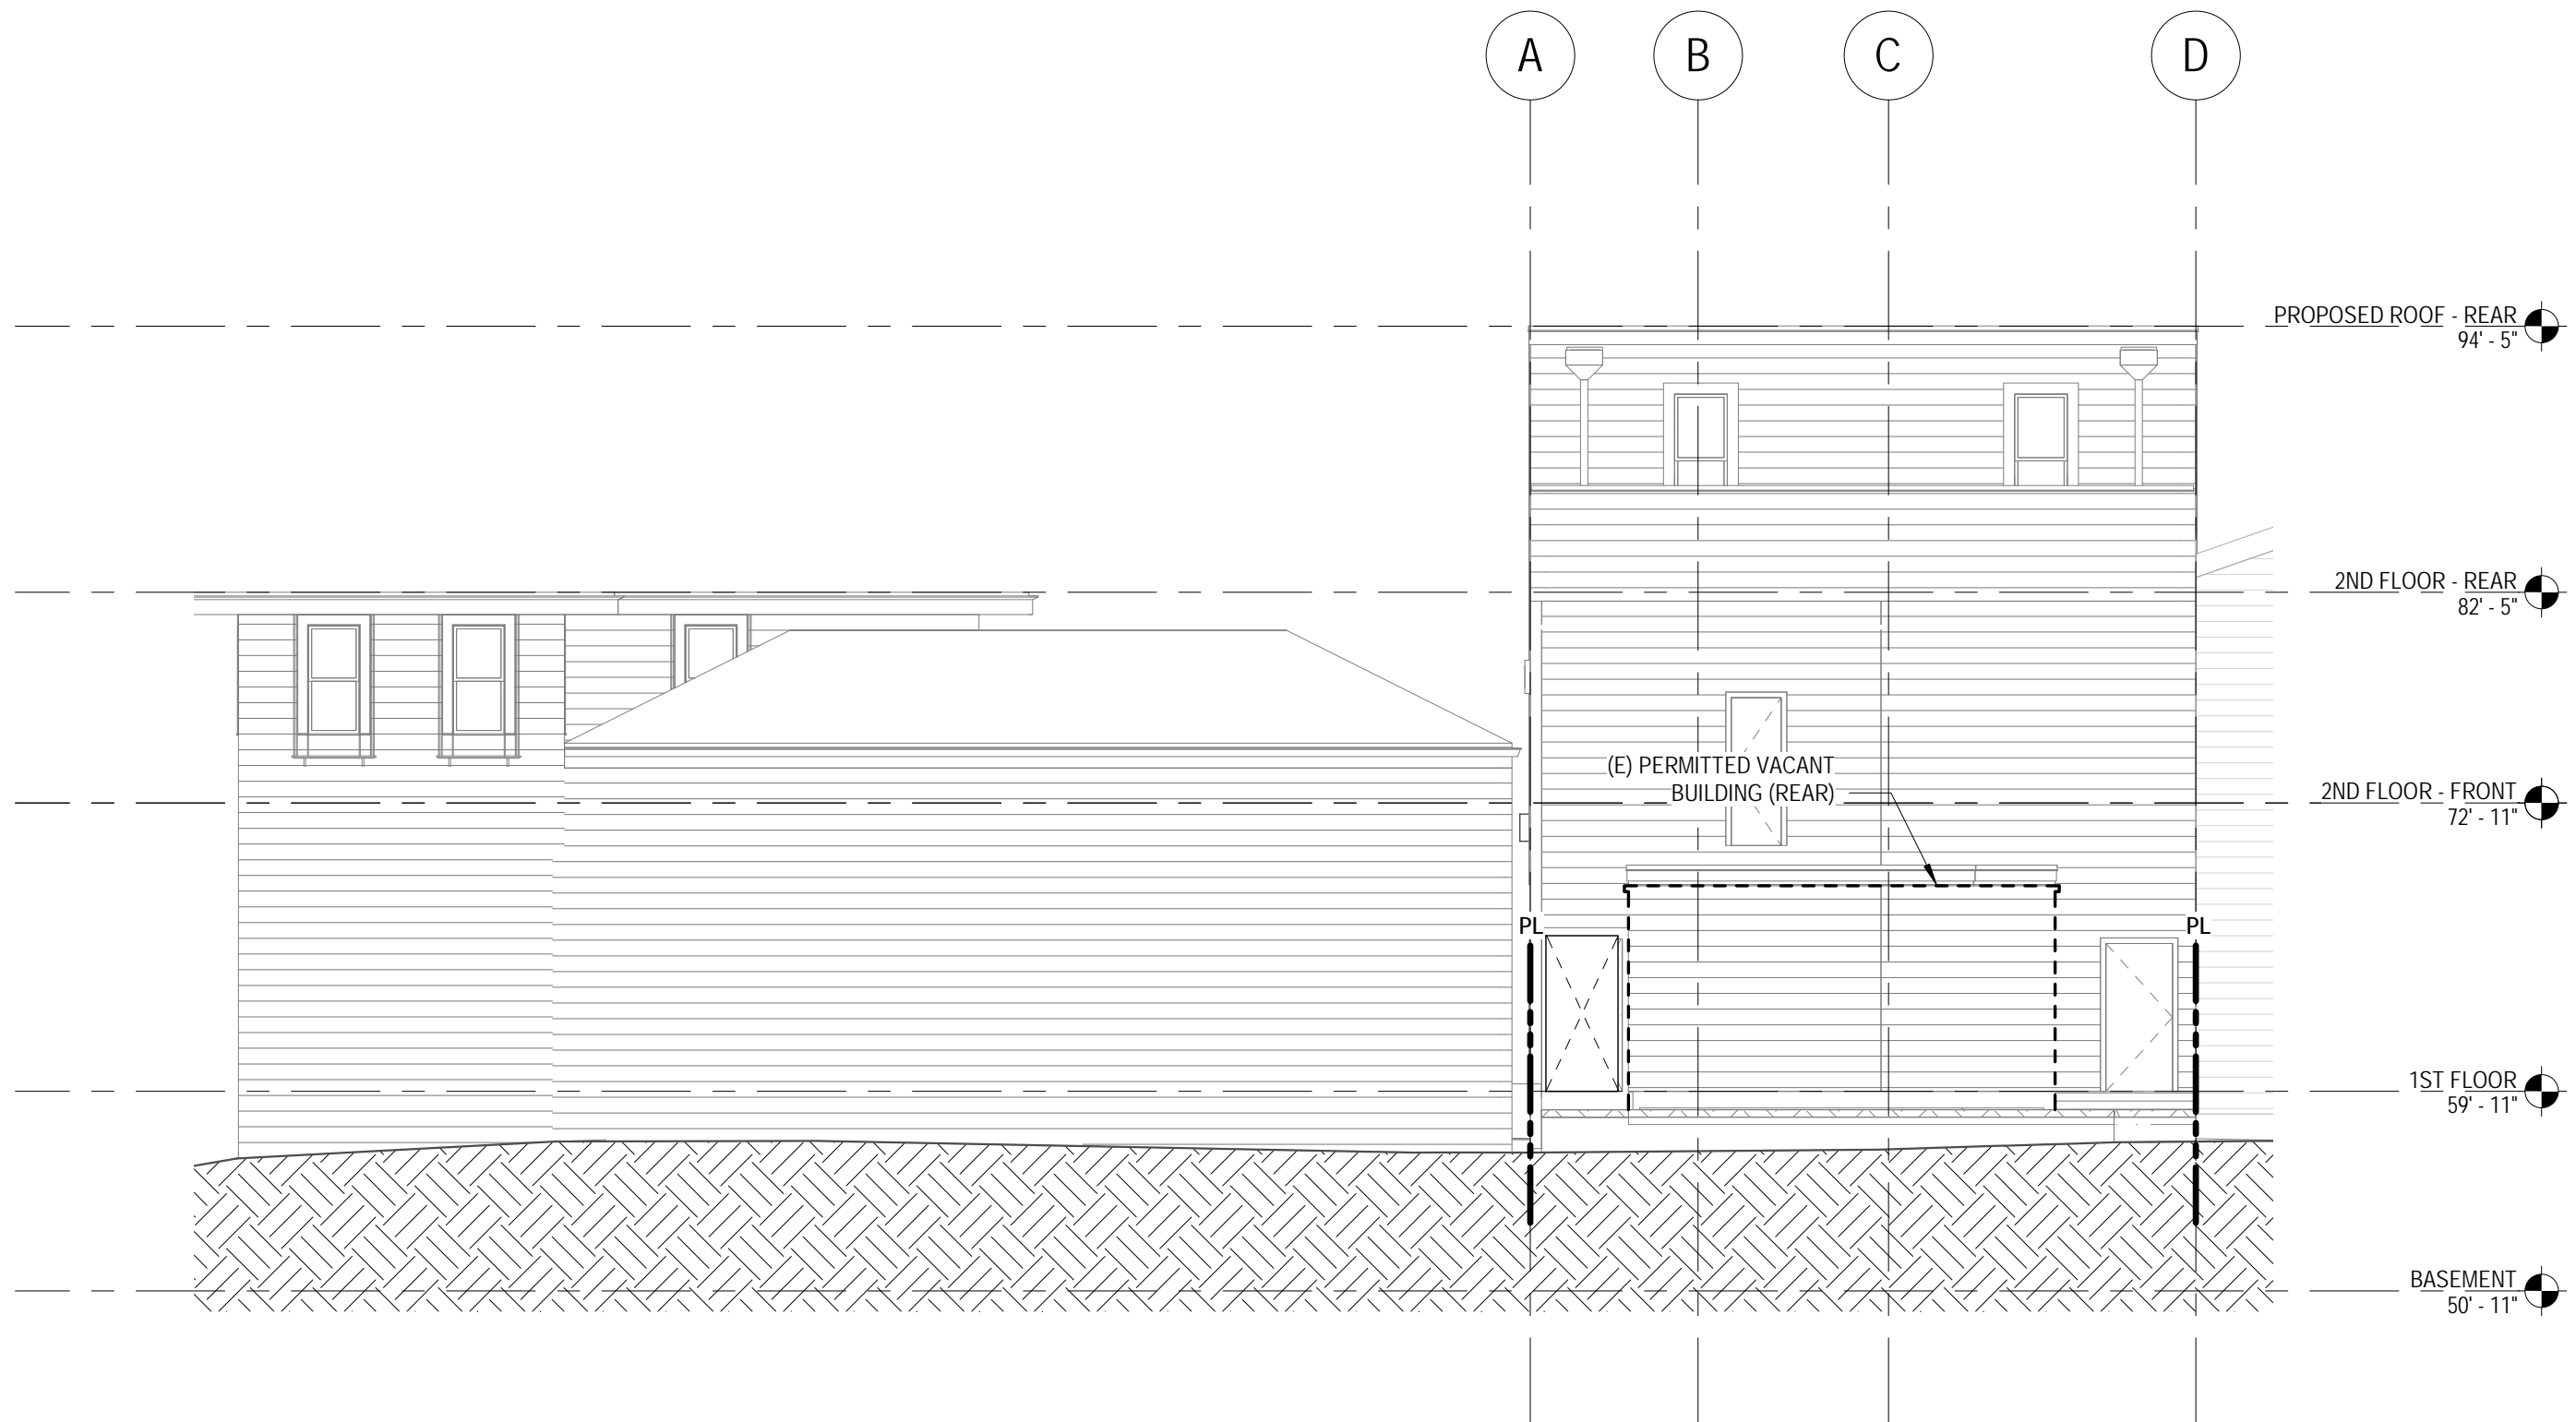 A
B
C
D
PROPOSED ROOF - REAR
94' - 5"
2ND FLOOR - REAR
82' - 5"
(E) PERMITTED VACANT
BUILDING (REAR)
2ND FLOOR - FRONT
72' - 11"
PL
PL
1ST FLOOR
59' - 11"
BASEMENT
50' - 11"